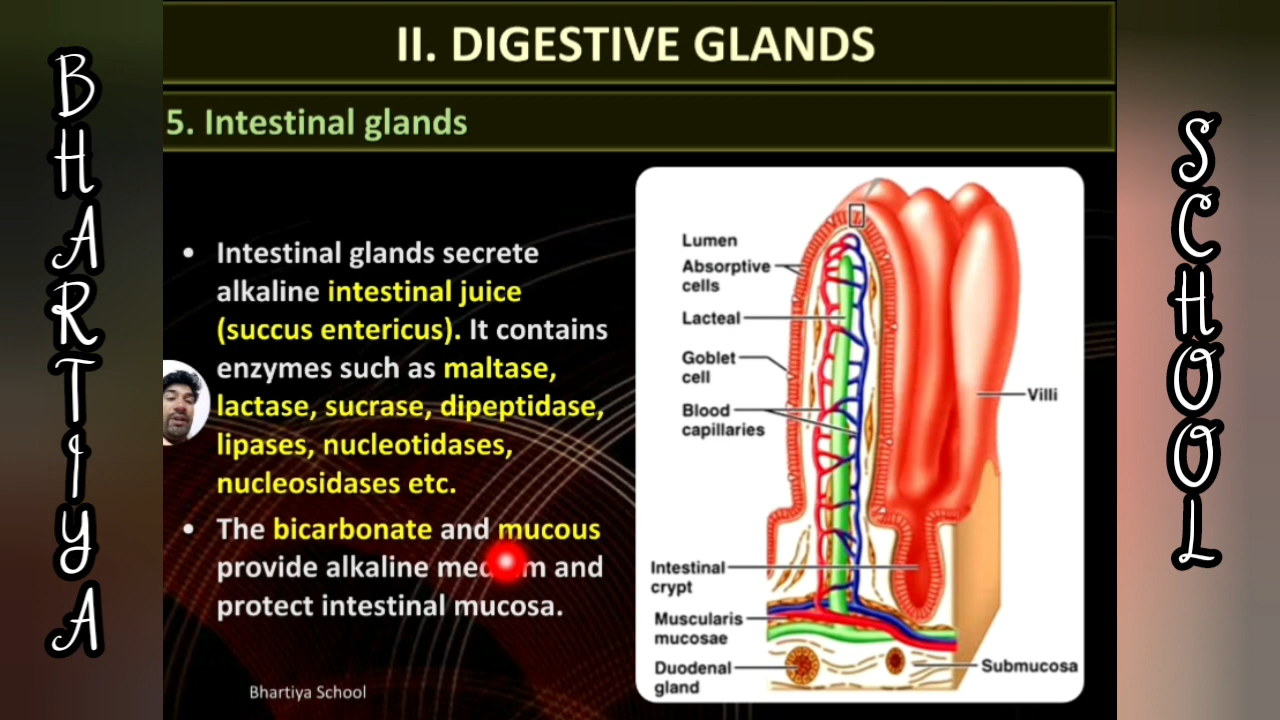 BHARTIYA
II. DIGESTIVE GLANDS
5. Intestinal glands
• Intestinal glands secrete
alkaline intestinal juice
(succus entericus). It contains
enzymes such as maltase,
lactase, sucrase, dipeptidase,
lipases, nucleotidases,
nucleosidases etc.
• The bicarbonate and mucous
provide alkaline and
protect intestinal mucosa.
Bhartiya School
Lumen
Absorptive
cells
Lacteal
Goblet
cell
Blood
capillaries
Villi
Intestinal
crypt
Muscularis
mucosae
Duodenal
gland
Submucosa
SCHOOL